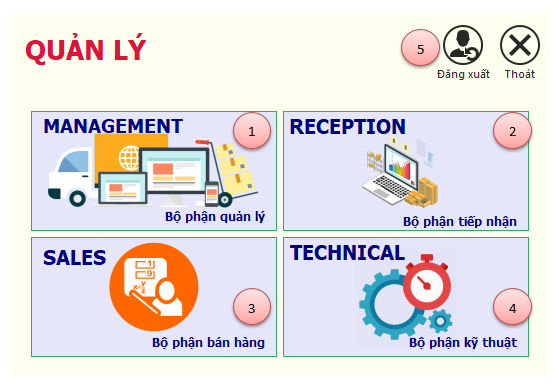 QUẢN LÝ
5
Đăng xuất
Thoát
MANAGEMENT
1
Bộ phận quản lý
RECEPTION
2
Bộ phận tiếp nhận
SALES
3
Bộ phận bán hàng
TECHNICAL
4
Bộ phận kỹ thuật